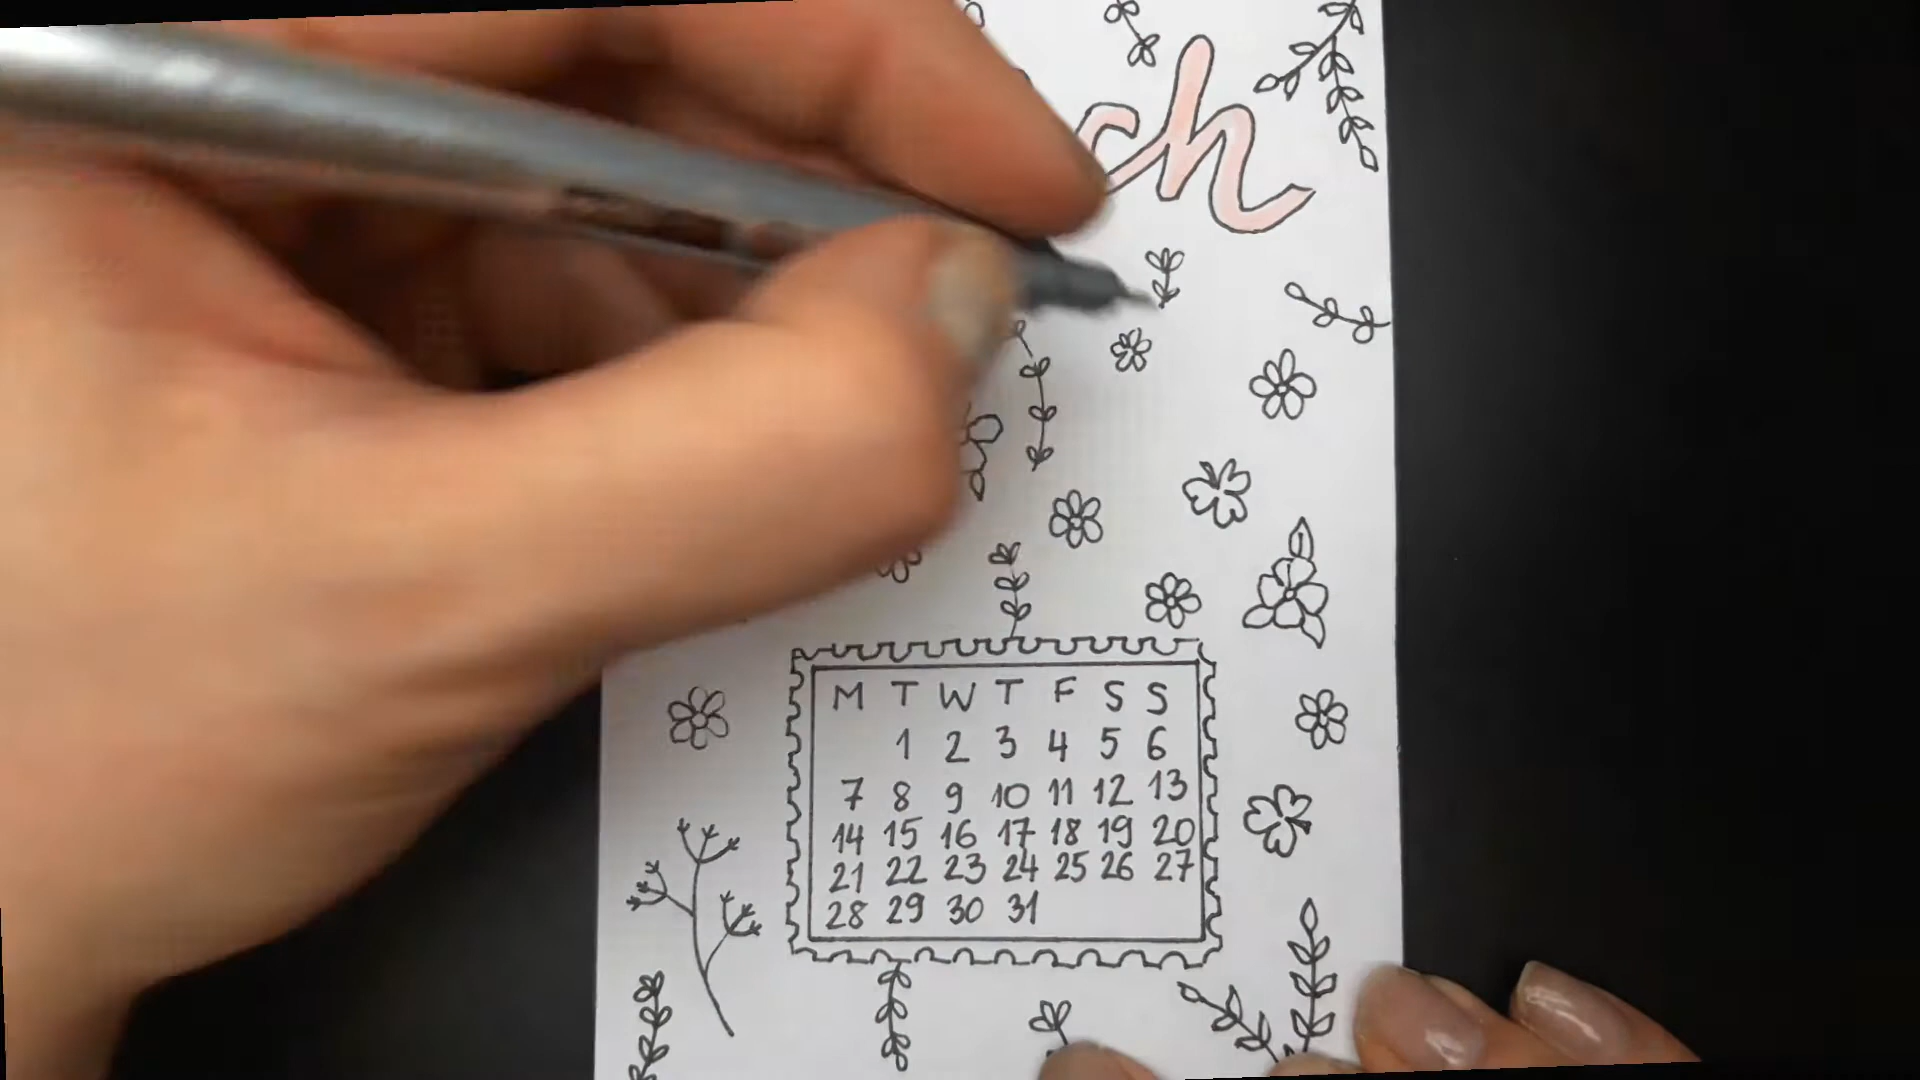 ch
M T W T F S S
1 2 3 4 5 6
7 8 9 10 11 12 13
14 15 16 17 18 19 20
21 22 23 24 25 26 27
28 29 30 31